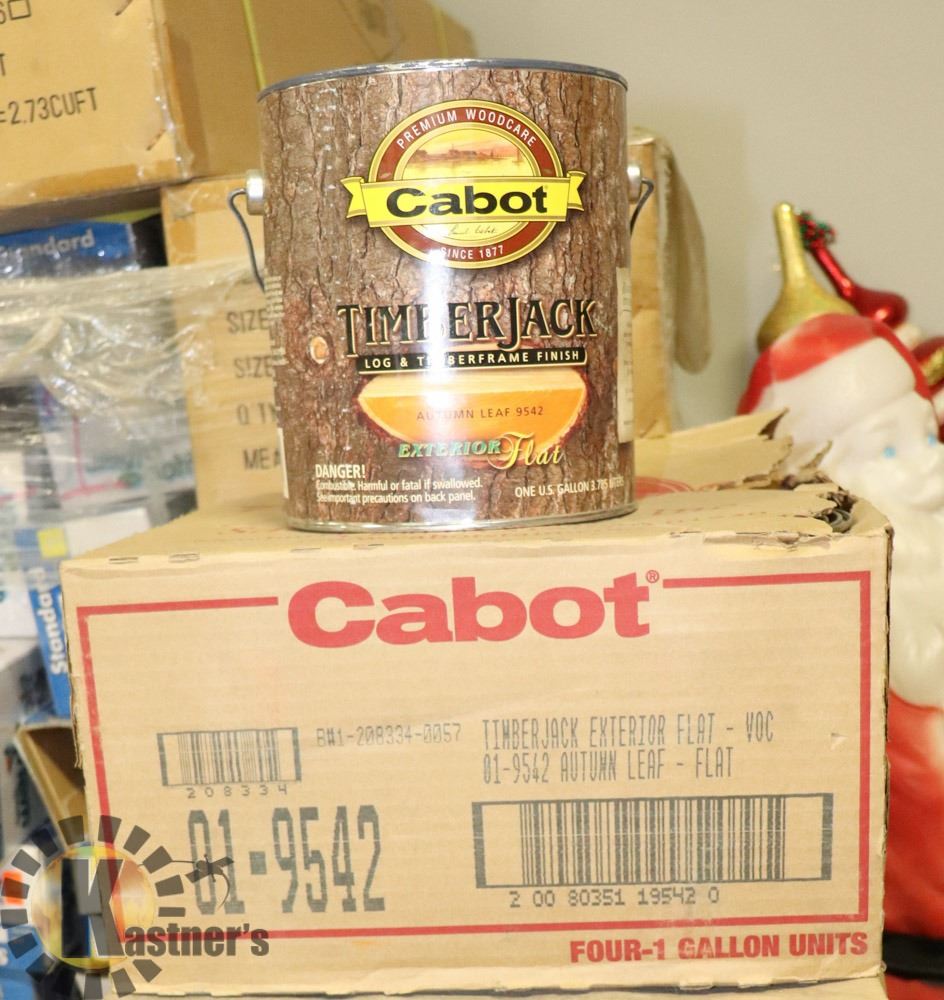 =2.73CUFT
Standard
SIZE
SIZE
Q'T
MEA
Standard
PREMIUM WOODCARE
Cabot
SINCE 1877
TIMBERJACK
LOG & TIMBERFRAME FINISH
AUTUMN LEAF 9542
EXTERIOR Flat
DANGER!
Combustible. Harmful or fatal if swallowed.
See important precautions on back panel.
ONE U.S. GALLON 3.785 LITERS
Cabot®
B#1-208334-0057
TIMBERJACK EXTERIOR FLAT - VOC
01-9542 AUTUMN LEAF - FLAT
208334
01-9542
2 00 80351 19542 0
FOUR-1 GALLON UNITS
Kastner's